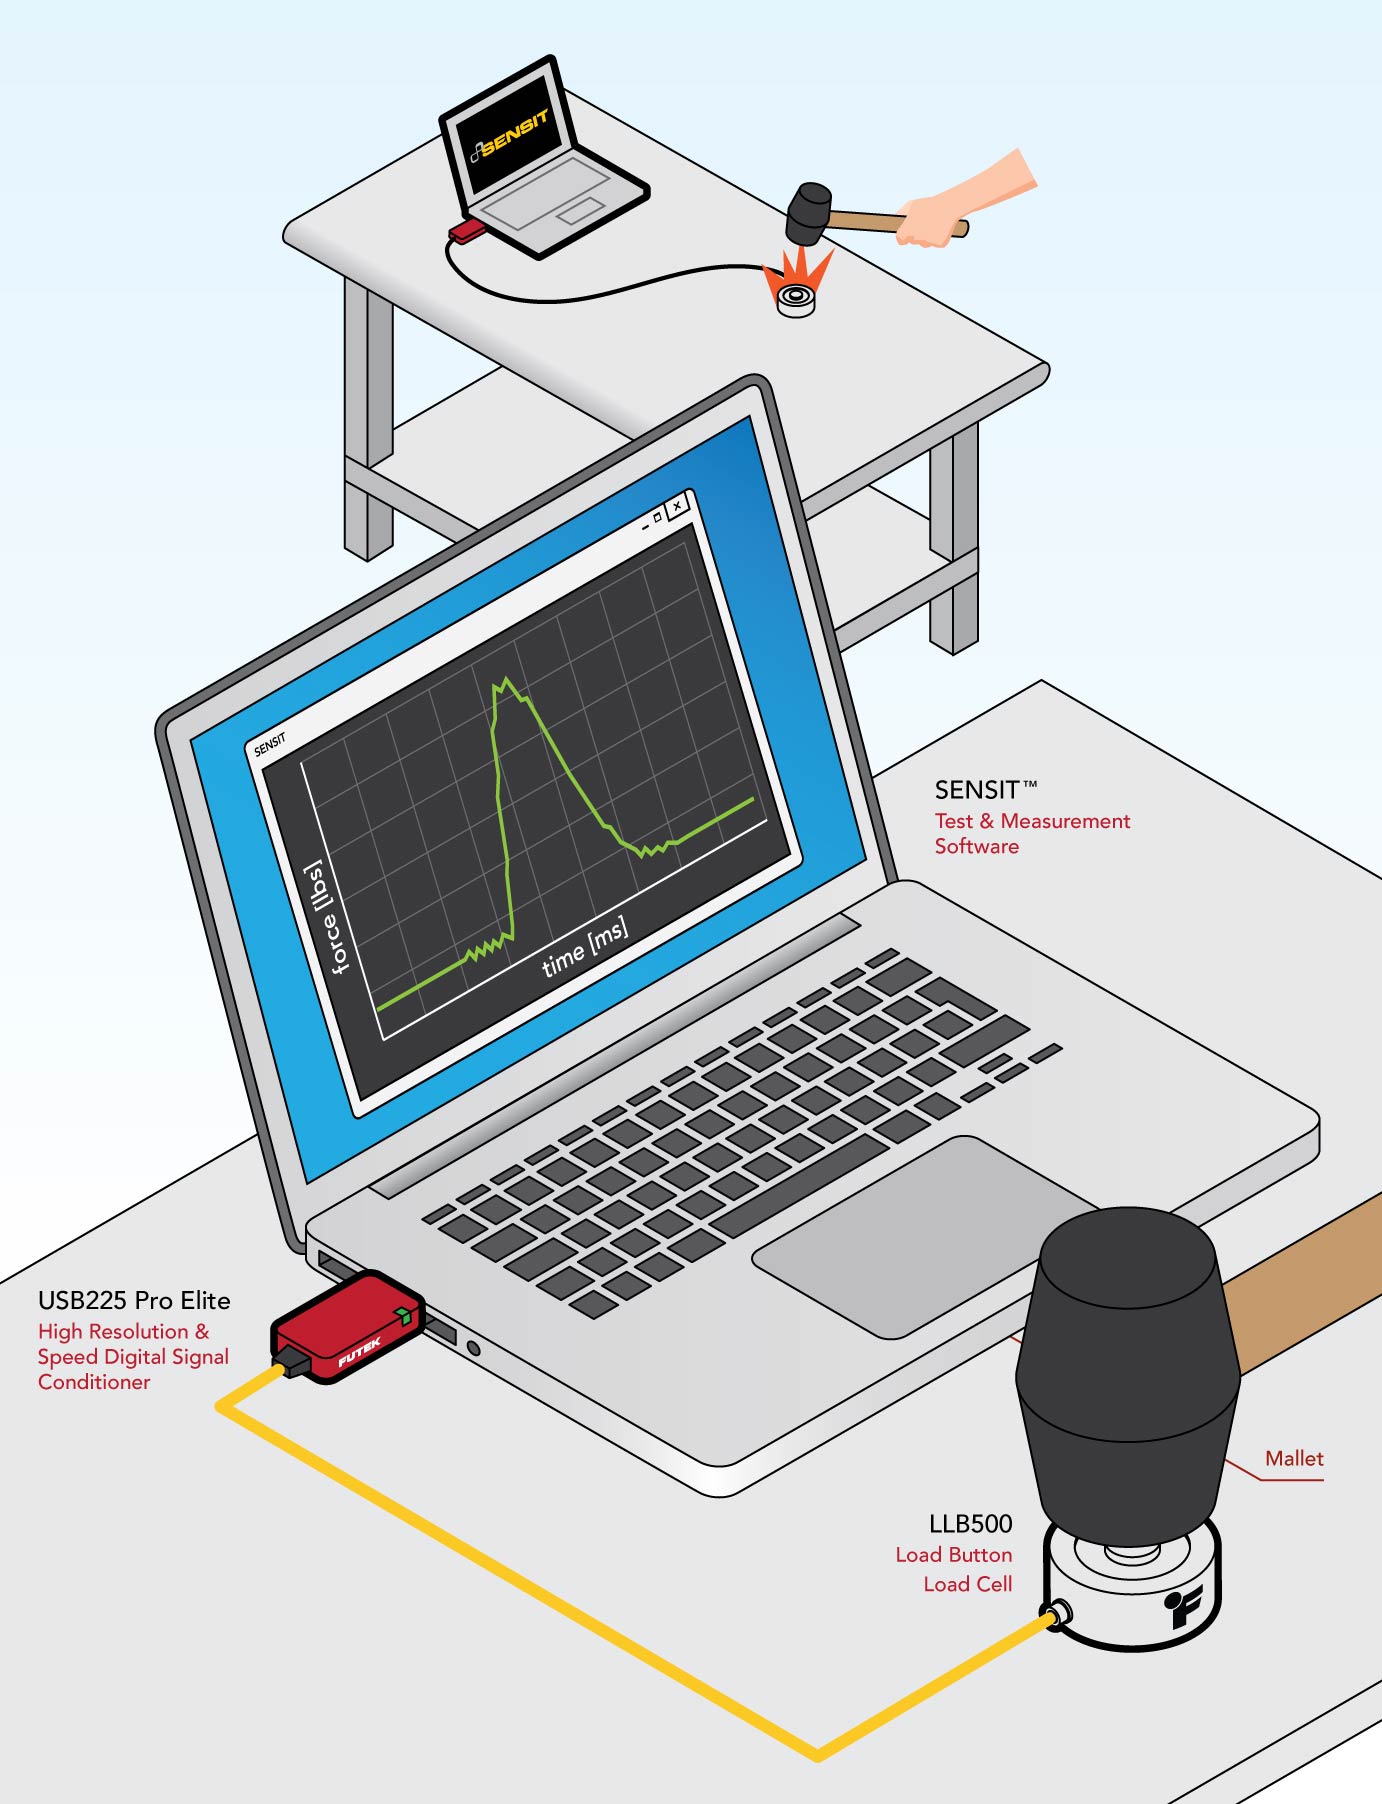 SENSIT
SENSIT
force [lbs]
time [ms]
SENSIT™
Test & Measurement
Software
USB225 Pro Elite
High Resolution &
Speed Digital Signal
Conditioner
FUTEK
Mallet
LLB500
Load Button
Load Cell